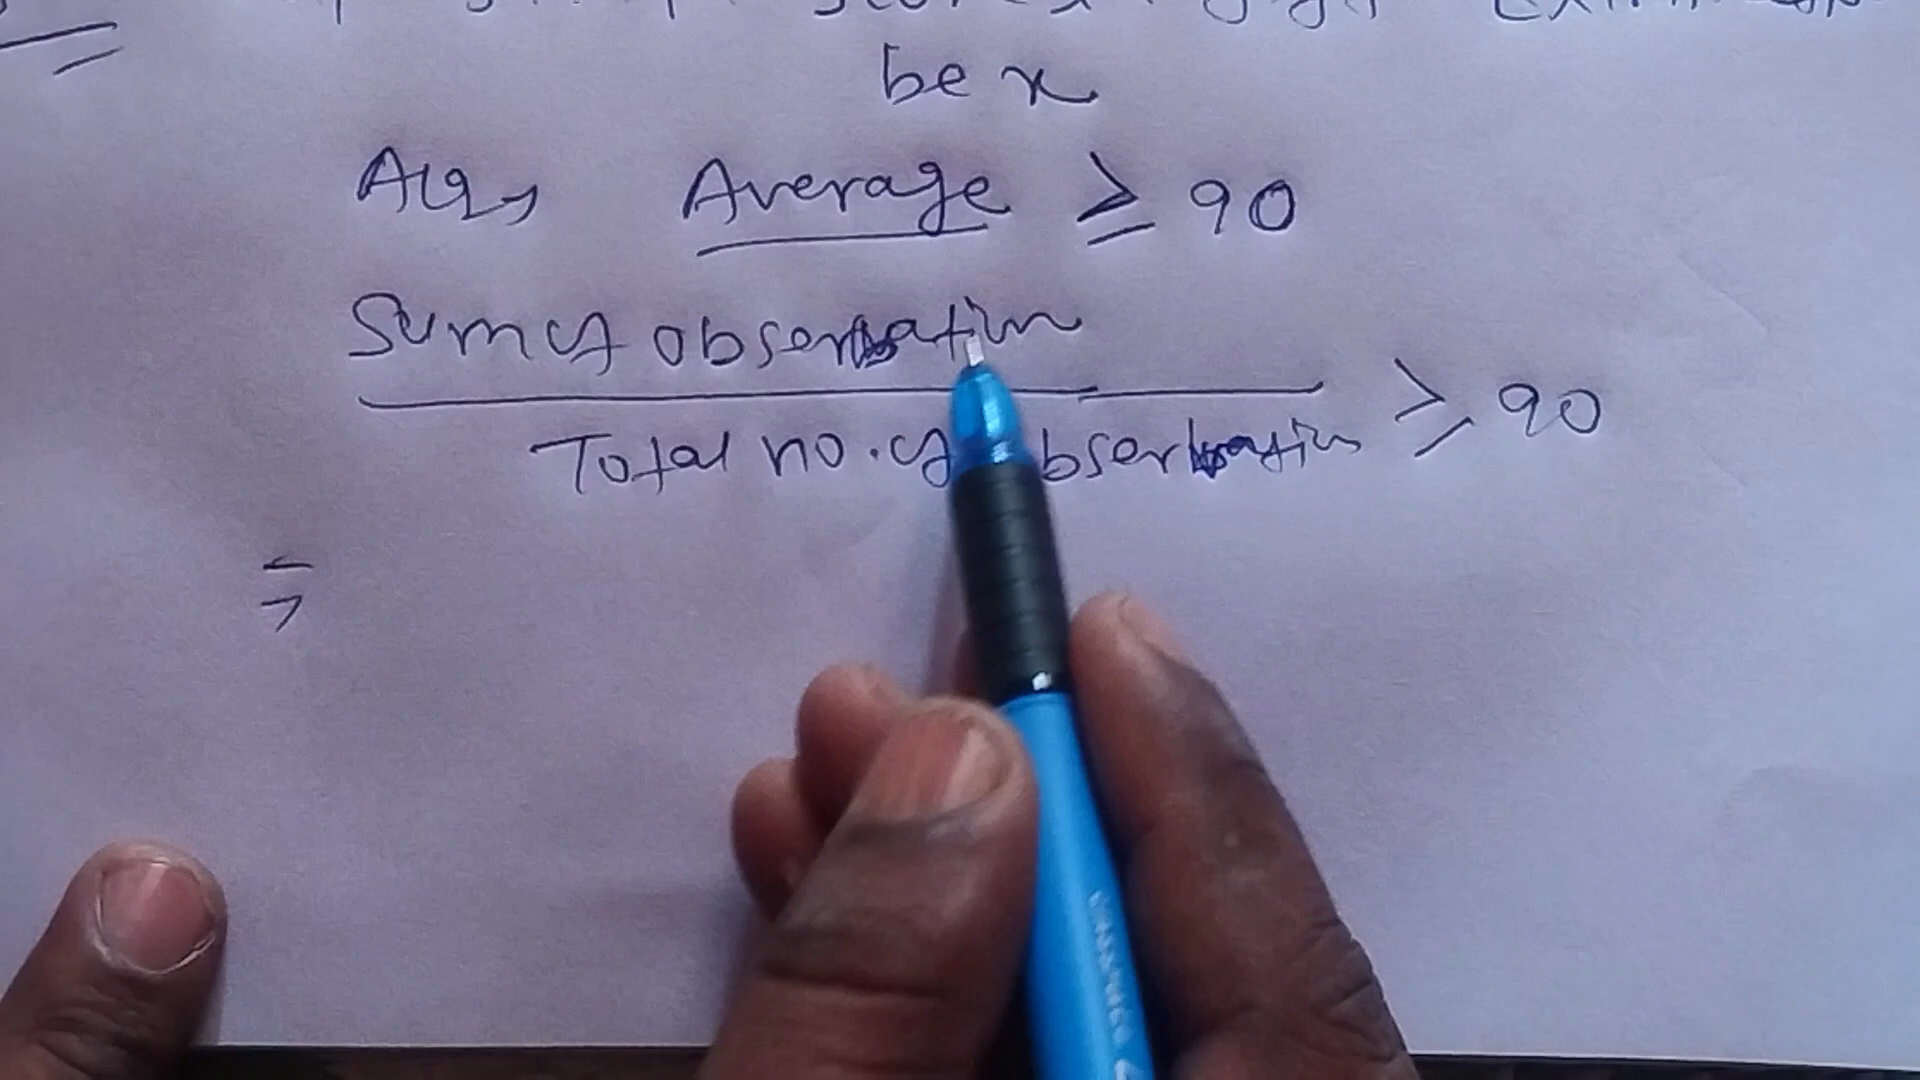 be x
A/q, Average ≥ 90
Sum of observation
Total no. of observation ≥ 90
⇒